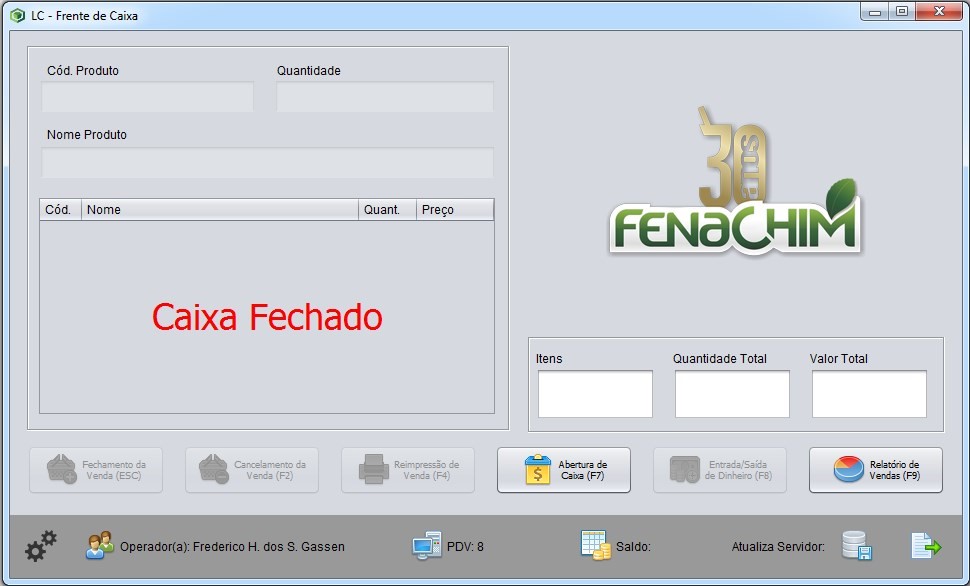 LC - Frente de Caixa
Cód. Produto
Quantidade
Nome Produto
Cód.
Nome
Quant.
Preço
Caixa Fechado
30
anos
FENACHIM
Itens
Quantidade Total
Valor Total
Fechamento da
Venda (ESC)
Cancelamento da
Venda (F2)
Reimpressão de
Venda (F4)
Abertura de
Caixa (F7)
Entrada/Saída
de Dinheiro (F8)
Relatório de
Vendas (F9)
Operador(a): Frederico H. dos S. Gassen
PDV: 8
Saldo:
Atualiza Servidor: